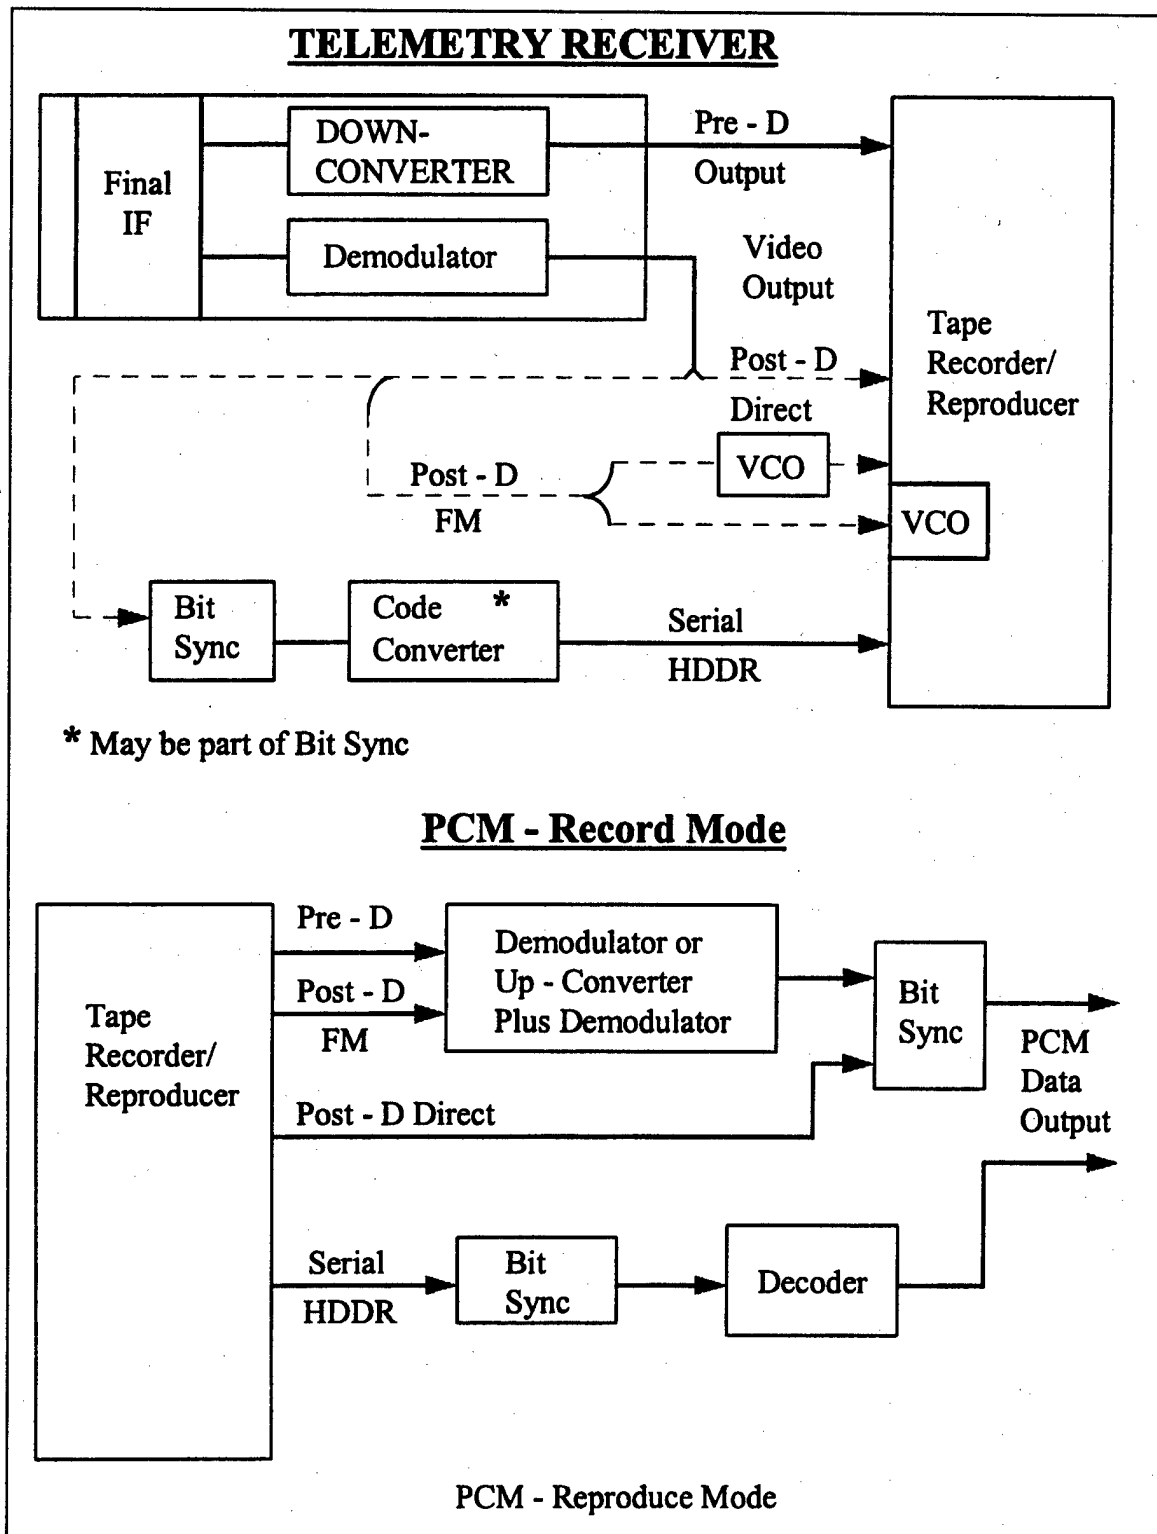 TELEMETRY RECEIVER
Final
IF
DOWN-
CONVERTER
Demodulator
Pre - D
Output
Video
Output
Post - D
Direct
VCO
Post - D
FM
VCO
Tape
Recorder/
Reproducer
Bit
Sync
Code *
Converter
Serial
HDDR
* May be part of Bit Sync
PCM - Record Mode
Tape
Recorder/
Reproducer
Pre - D
Post - D
FM
Demodulator or
Up - Converter
Plus Demodulator
Bit
Sync
PCM
Data
Output
Post - D Direct
Serial
HDDR
Bit
Sync
Decoder
PCM - Reproduce Mode